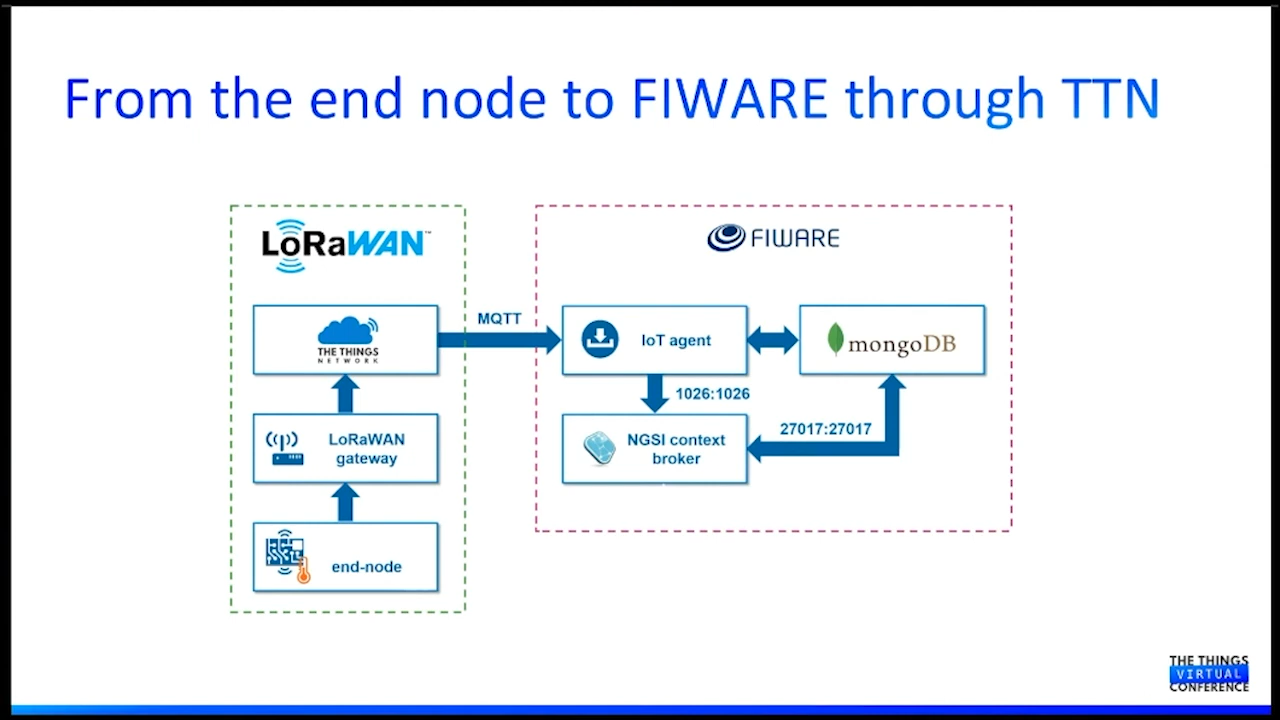 From the end node to FIWARE through TTN
LoRaWAN™
THE THINGS
NETWORK
LoRaWAN
gateway
end-node
MQTT
FIWARE
IoT agent
mongoDB
1026:1026
NGSI context
broker
27017:27017
THE THINGS
VIRTUAL
CONFERENCE